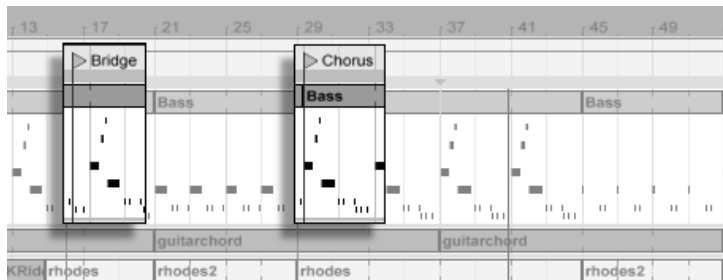 13 17 21 25 29 33 37 41 45 49
Bridge Chorus
Bass Bass Bass
guitarchord guitarchord
KRid rhodes rhodes2 rhodes rhodes2